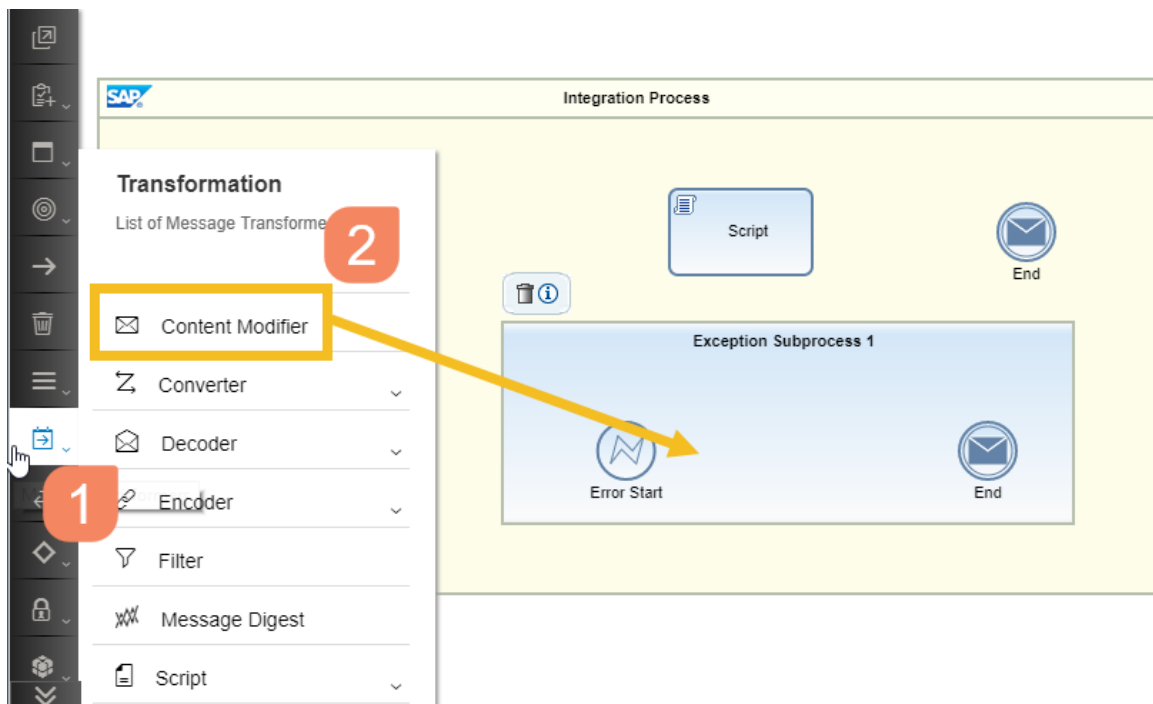 SAP
Integration Process
Transformation
List of Message Transforme
2
Content Modifier
Converter
Decoder
Encoder
Filter
Message Digest
Script
1
Script
End
Exception Subprocess 1
Error Start
End